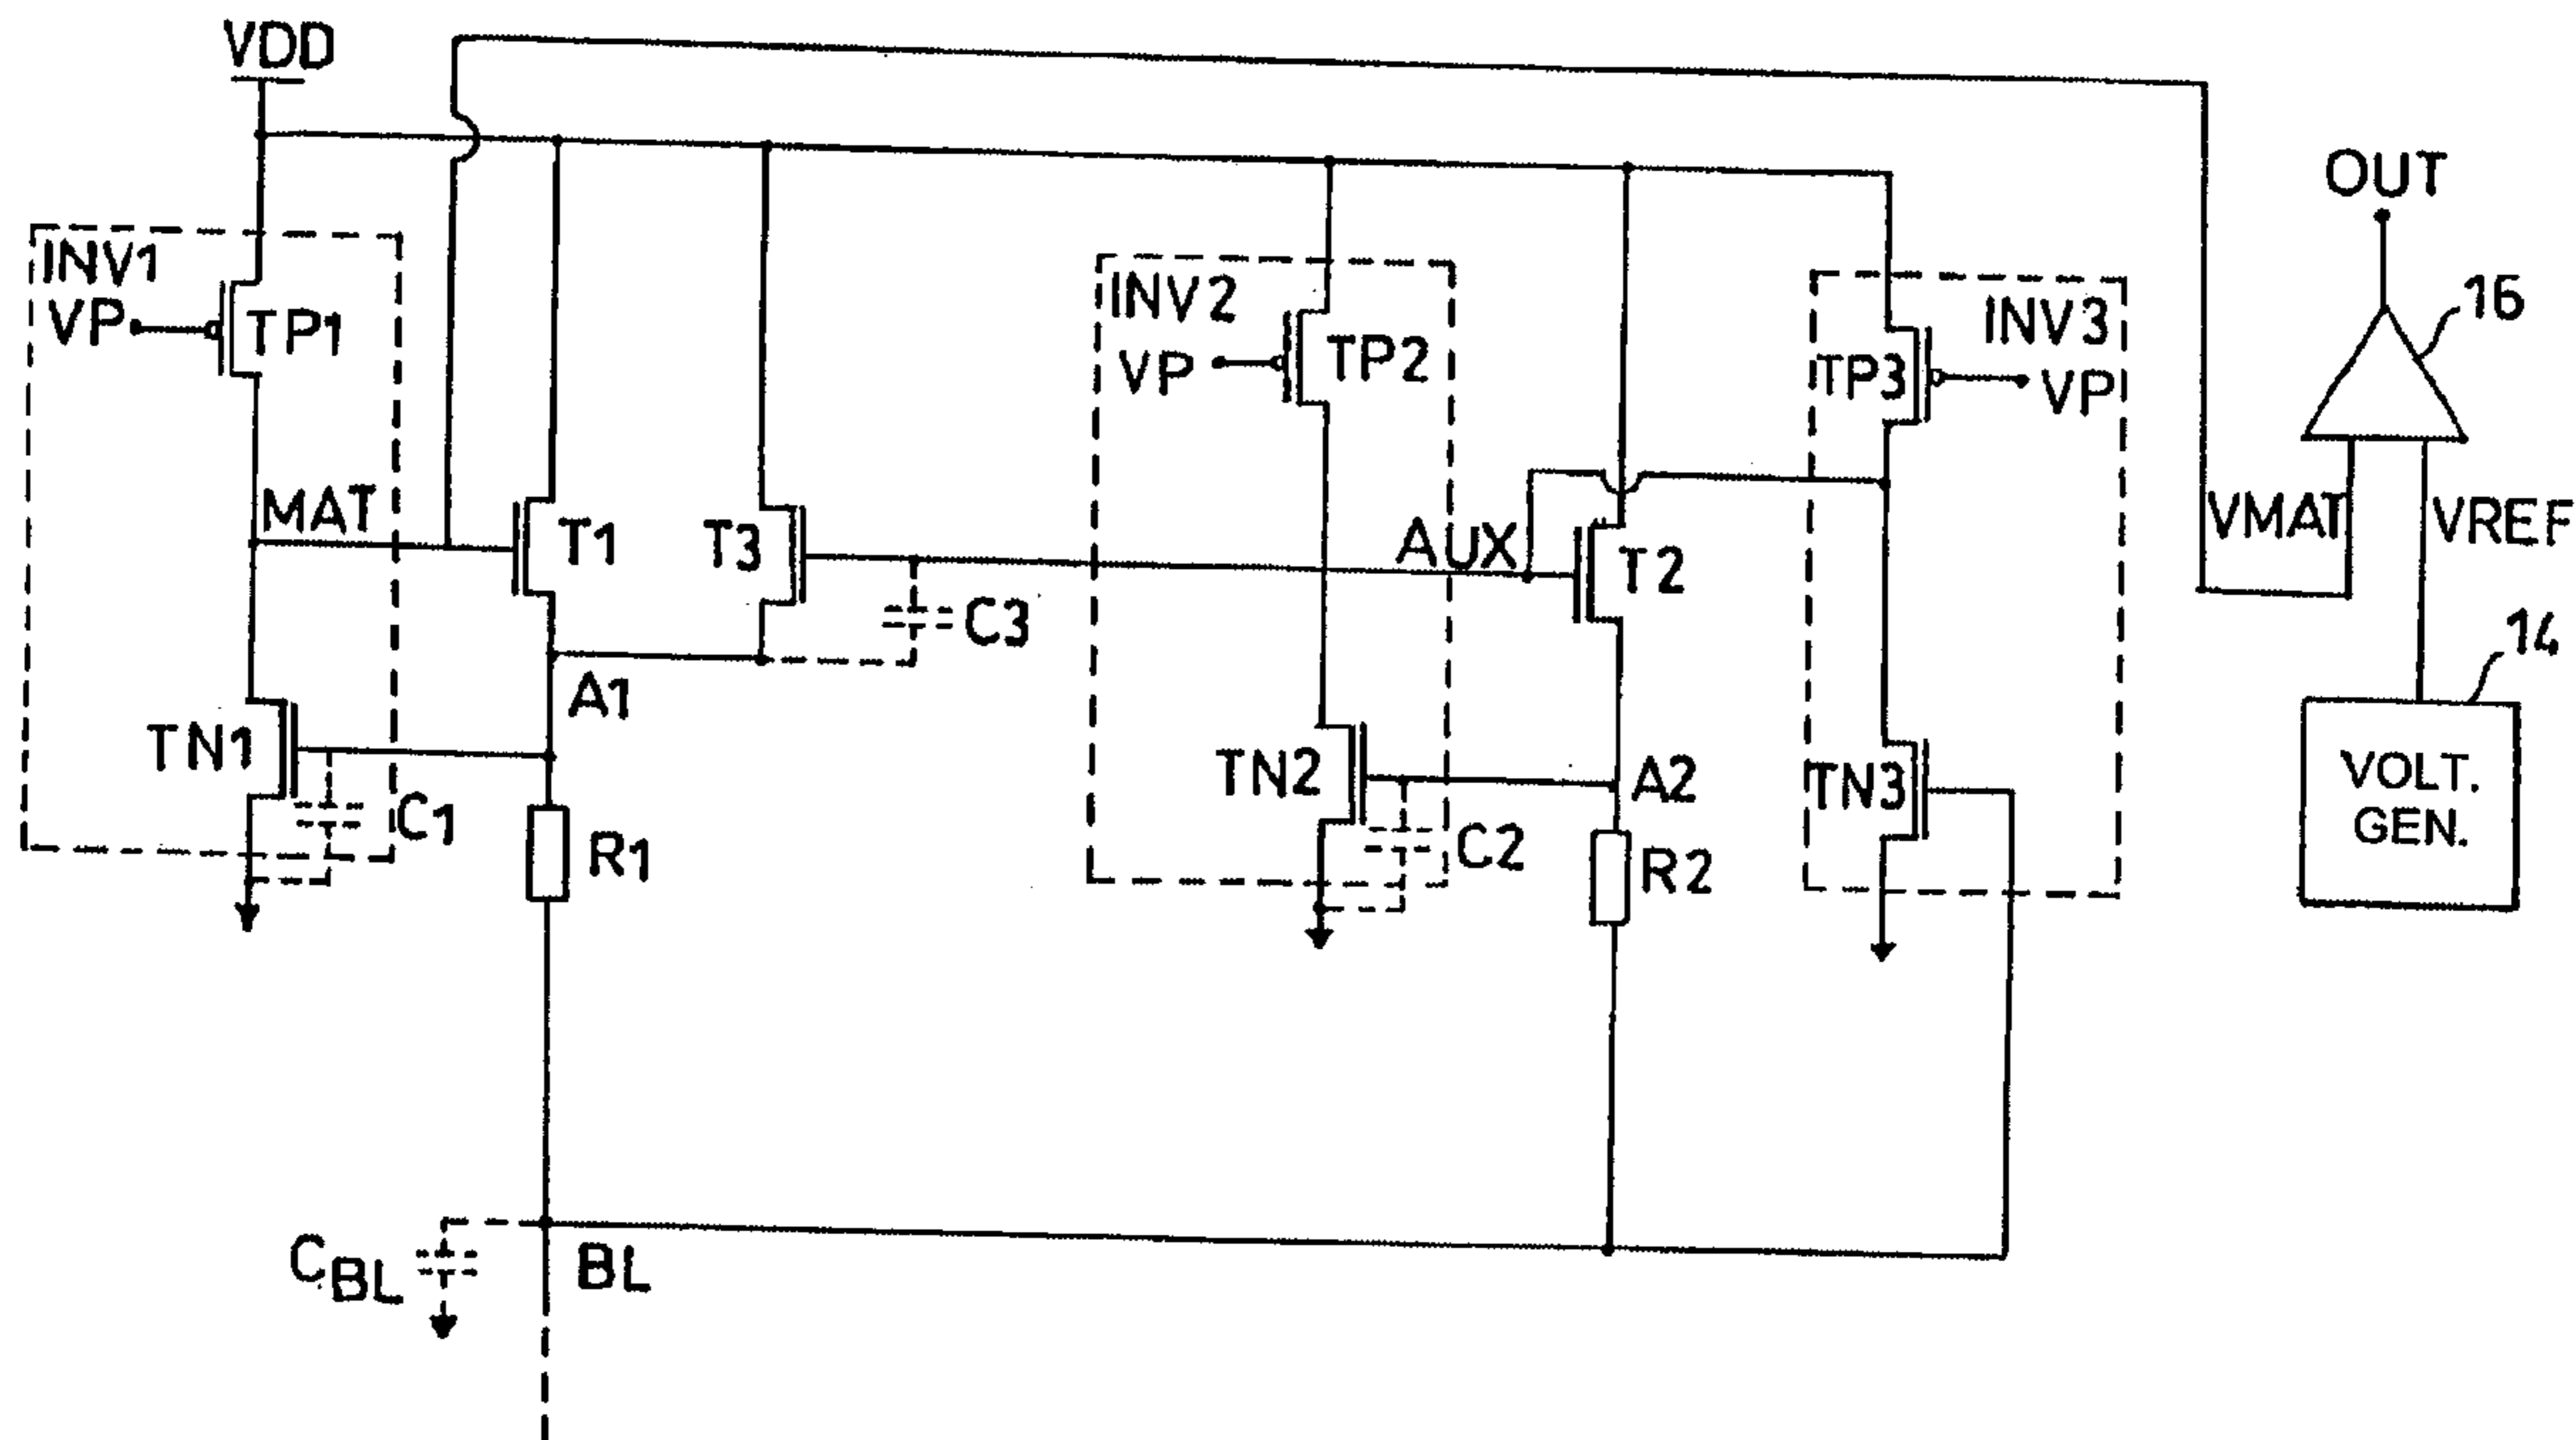 VDD
OUT
INV1
VP
TP1
INV2
VP
TP2
INV3
TP3
VP
16
MAT
T1
T3
AUX
T2
VMAT
VREF
C3
A1
14
TN1
C1
R1
TN2
C2
A2
R2
TN3
VOLT.
GEN.
CBL
BL